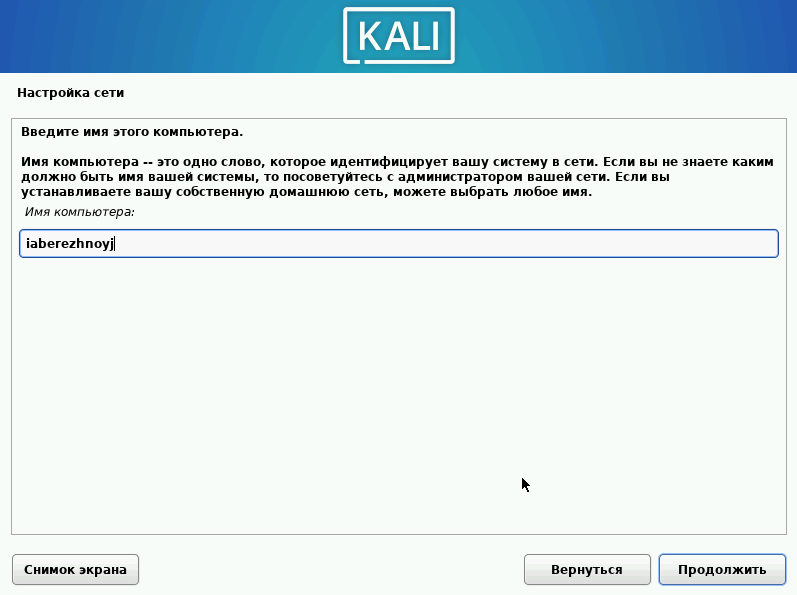 KALI
Настройка сети
Введите имя этого компьютера.
Имя компьютера -- это одно слово, которое идентифицирует вашу систему в сети. Если вы не знаете каким
должно быть имя вашей системы, то посоветуйтесь с администратором вашей сети. Если вы
устанавливаете вашу собственную домашнюю сеть, можете выбрать любое имя.
Имя компьютера:
iaberezhnoyj
Снимок экрана
Вернуться
Продолжить